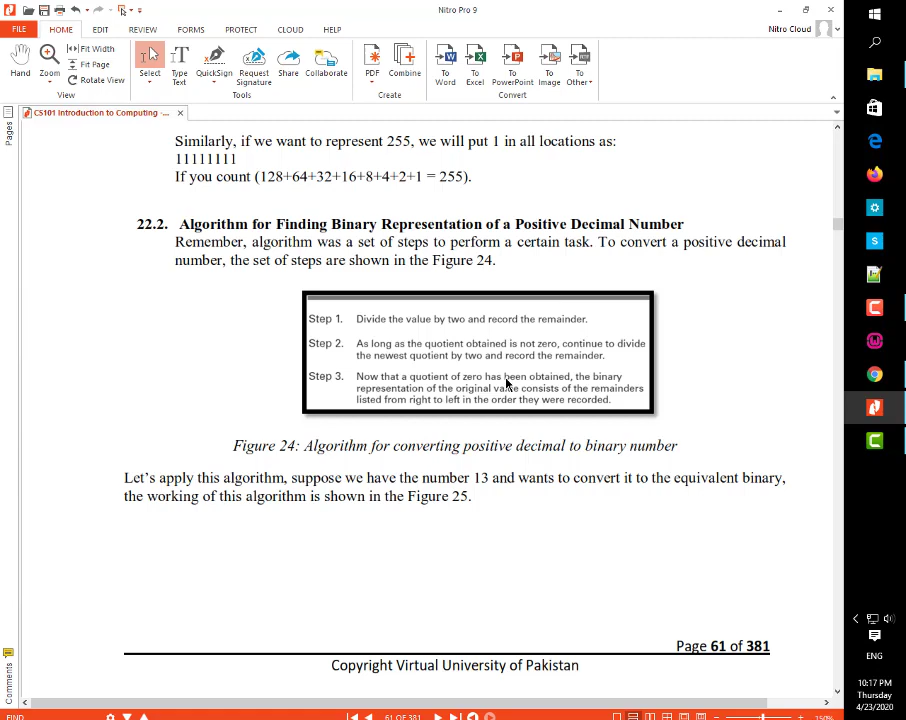 Nitro Pro 9
FILE HOME EDIT REVIEW FORMS PROTECT CLOUD HELP
Nitro Cloud
Hand Zoom Fit Width Fit Page Rotate View
View
Select Type Text QuickSign Request Signature Share Collaborate
Tools
PDF Combine
Create
To Word To Excel To PowerPoint To Image To Other
Convert
CS101 Introduction to Computing -...
Pages
Similarly, if we want to represent 255, we will put 1 in all locations as:
11111111
If you count (128+64+32+16+8+4+2+1 = 255).
22.2. Algorithm for Finding Binary Representation of a Positive Decimal Number
Remember, algorithm was a set of steps to perform a certain task. To convert a positive decimal
number, the set of steps are shown in the Figure 24.
Step 1. Divide the value by two and record the remainder.
Step 2. As long as the quotient obtained is not zero, continue to divide
the newest quotient by two and record the remainder.
Step 3. Now that a quotient of zero has been obtained, the binary
representation of the original value consists of the remainders
listed from right to left in the order they were recorded.
Figure 24: Algorithm for converting positive decimal to binary number
Let's apply this algorithm, suppose we have the number 13 and wants to convert it to the equivalent binary,
the working of this algorithm is shown in the Figure 25.
Page 61 of 381
Copyright Virtual University of Pakistan
Comments
FIND
61 OF 381
150%
ENG
10:17 PM
Thursday
4/23/2020